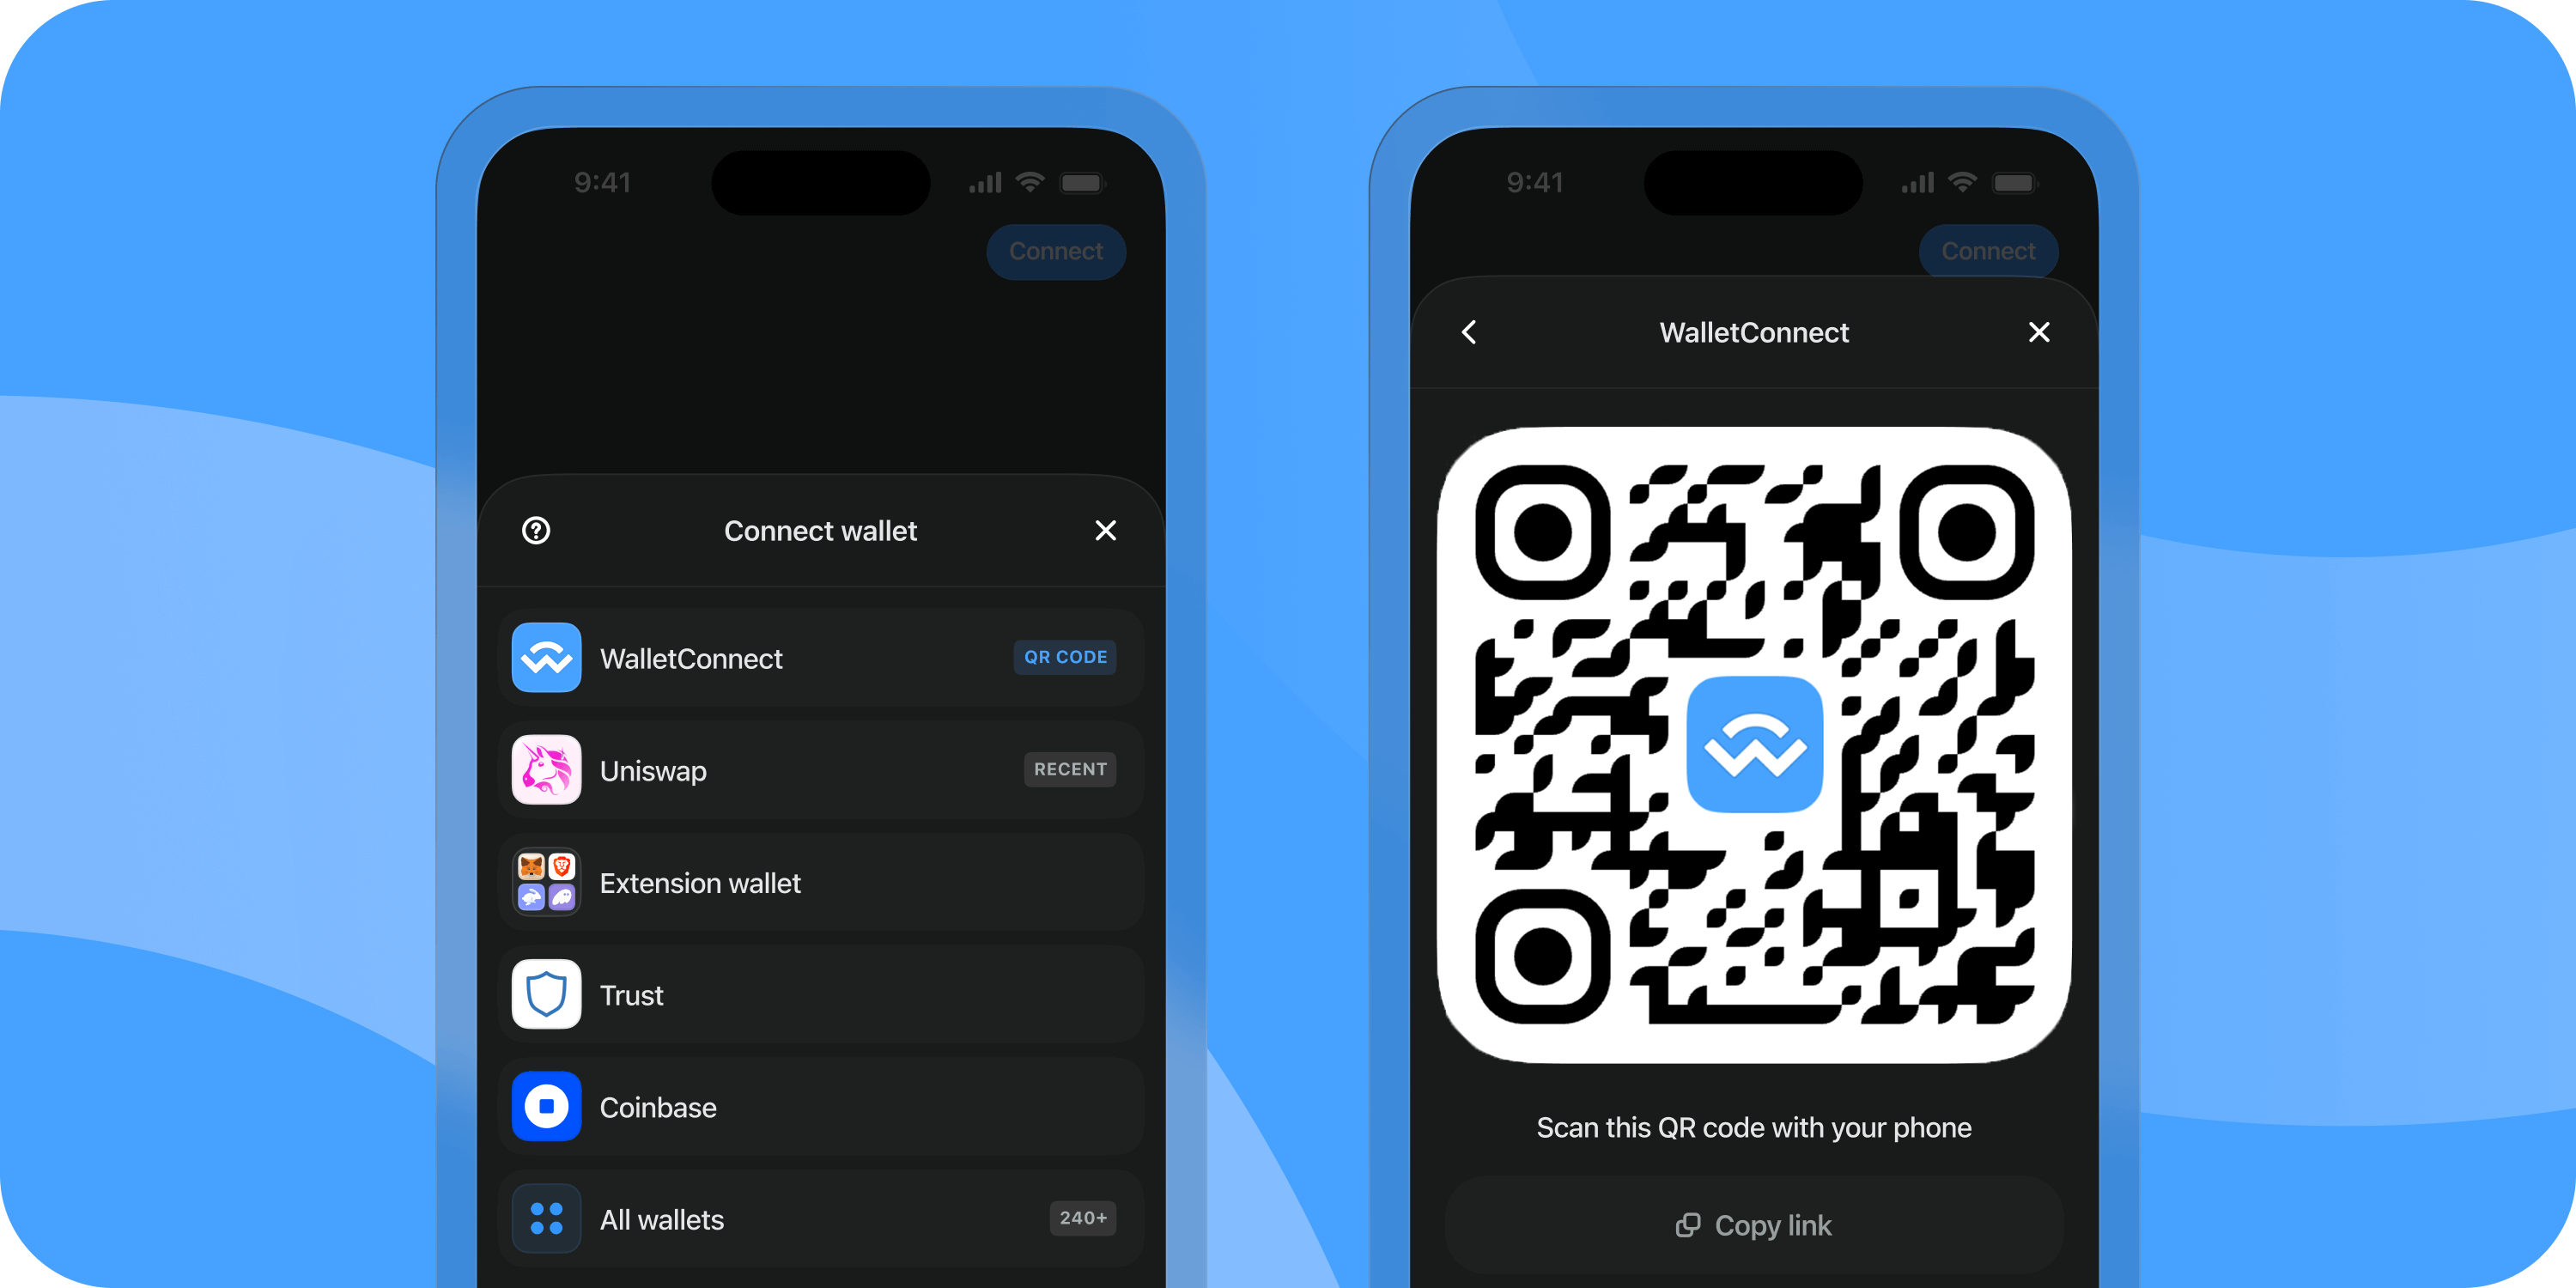 9:41
Connect
Connect wallet
WalletConnect
QR CODE
Uniswap
RECENT
Extension wallet
Trust
Coinbase
All wallets
240+
9:41
Connect
WalletConnect
Scan this QR code with your phone
Copy link